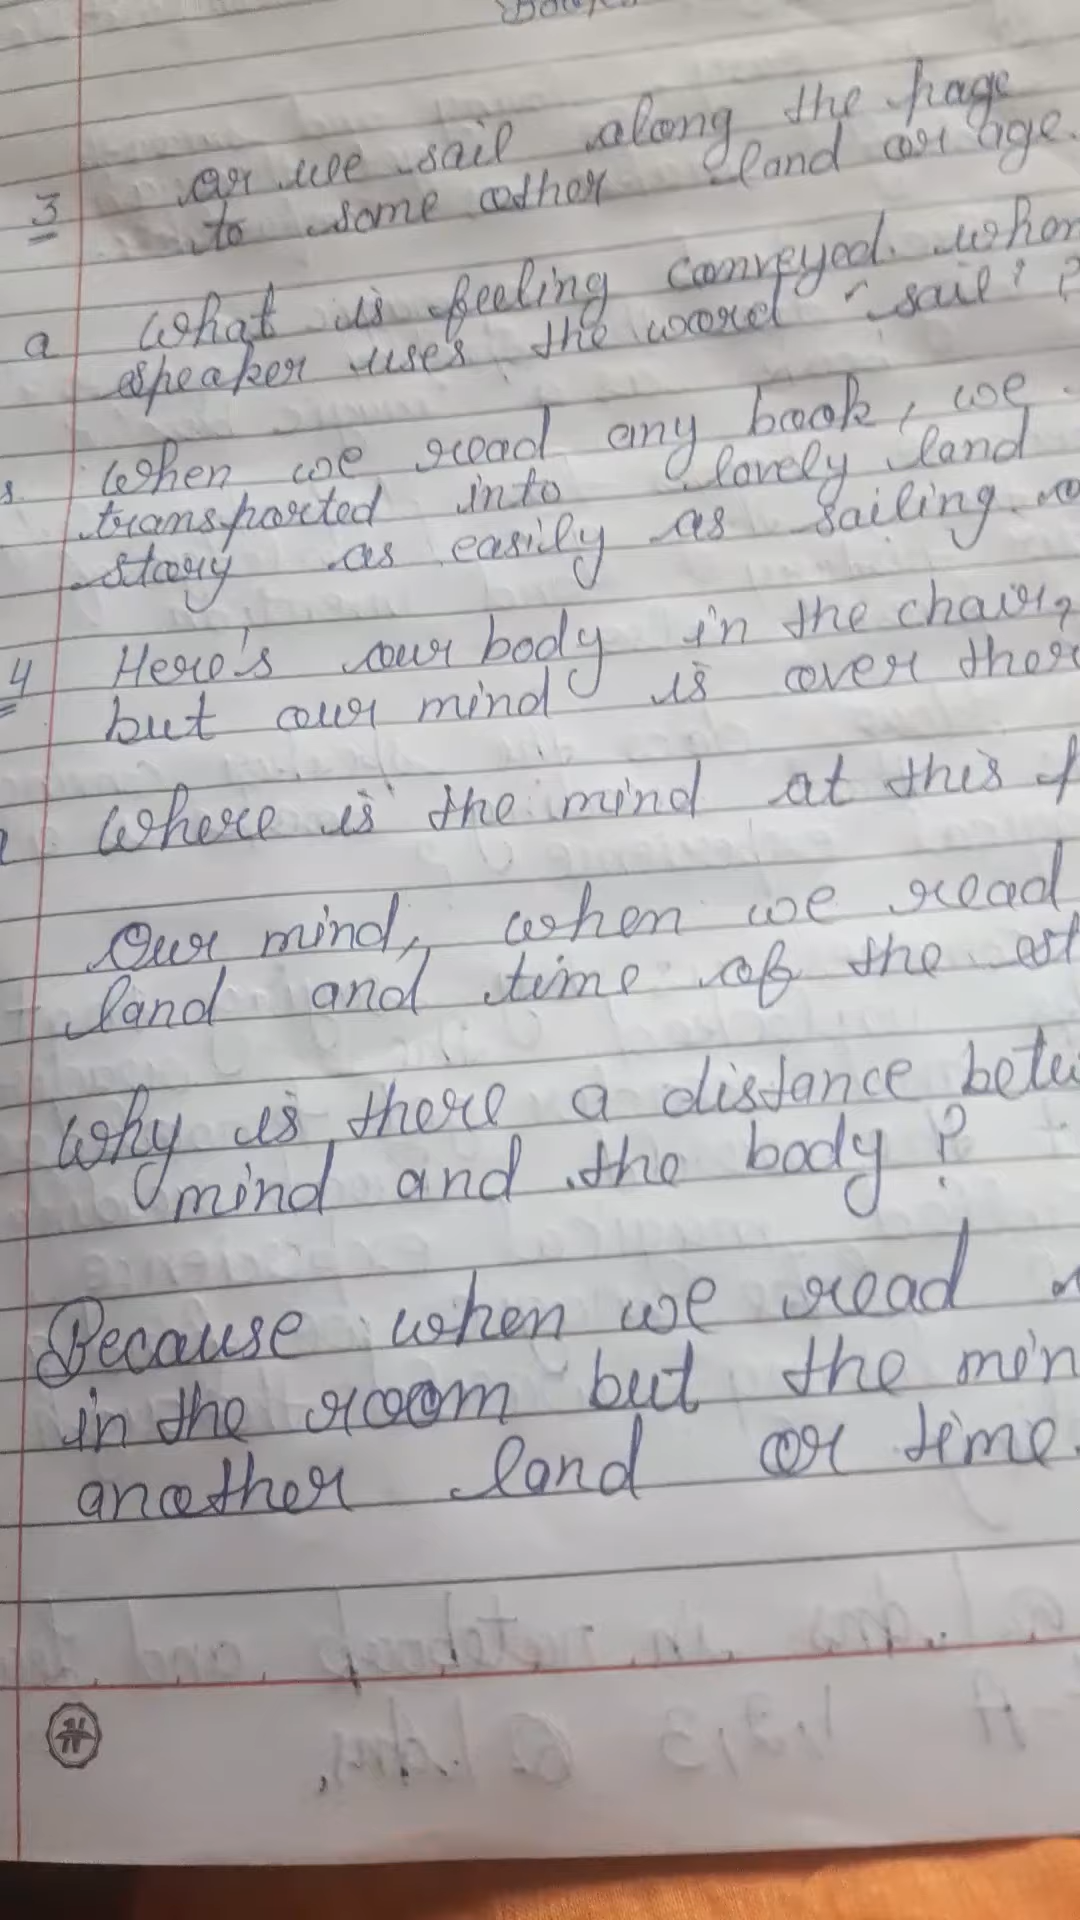 3 or we sail along the page
to some other land or age.
a What is feeling conveyed when
speaker uses the word 'sail'?
s. When we read any book, we
transported into lovely land
story as easily as sailing
4 Here's our body in the chair,
but our mind is over there
Where is the mind at this
Our mind, when we read
land and time of the
Why is there a distance
mind and the body?
Because when we read
in the room but the
another land or time.